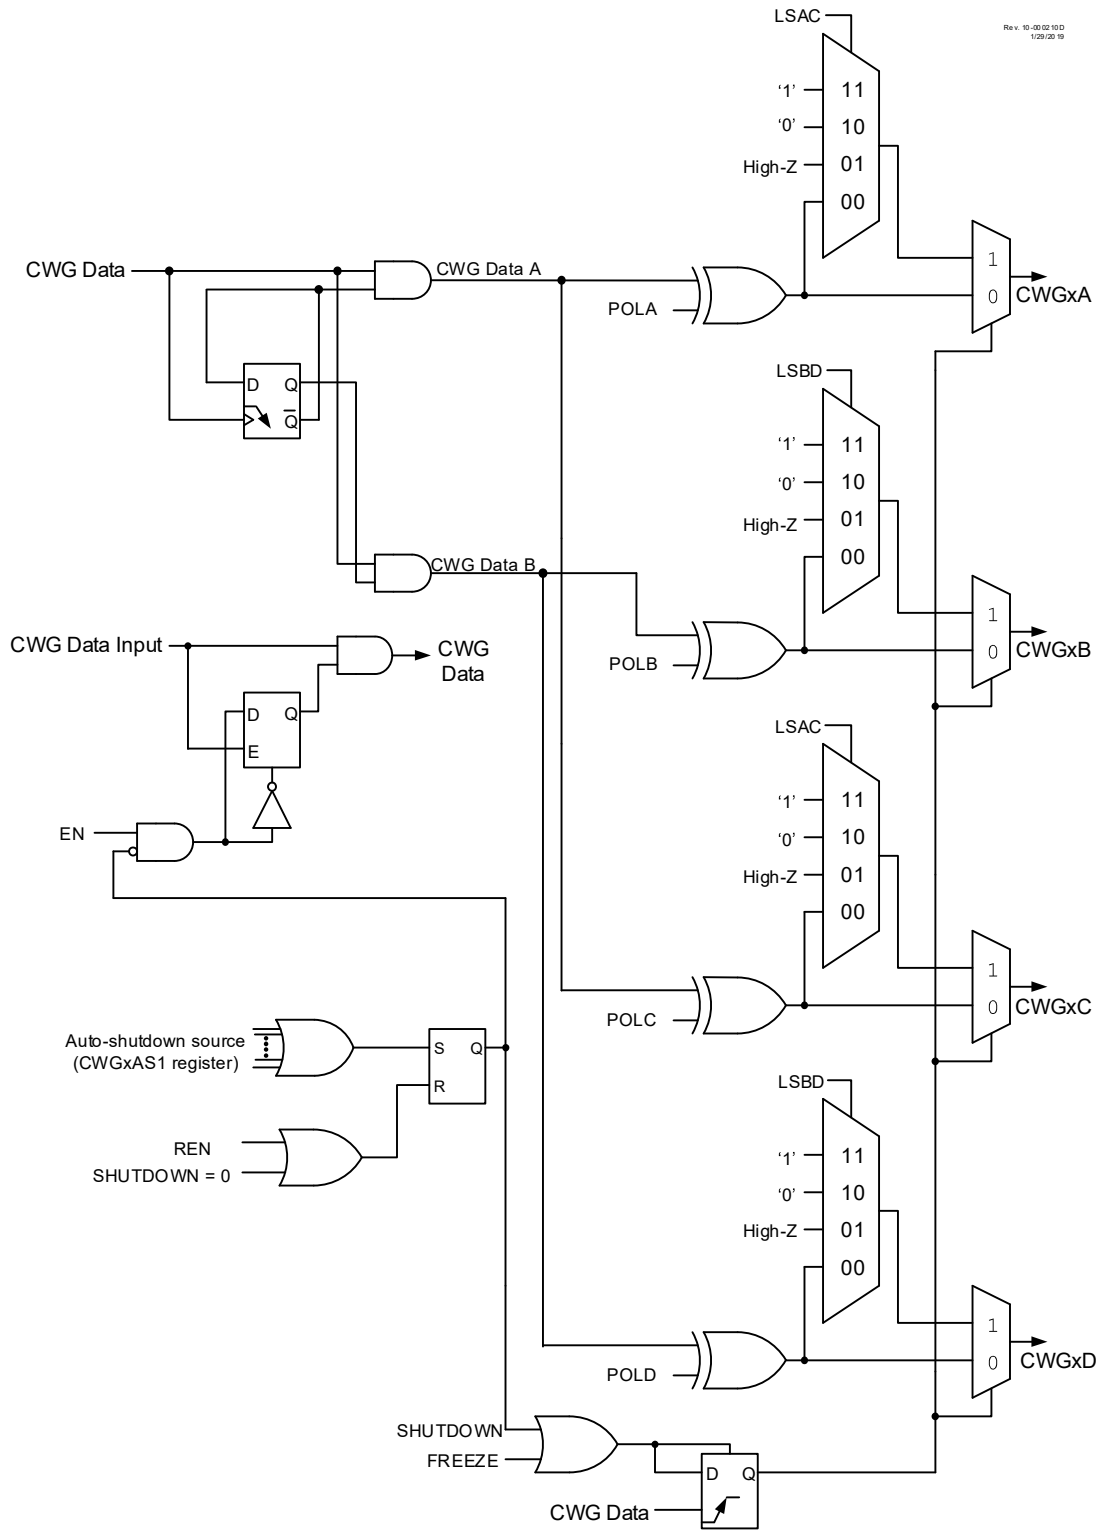 LSAC
Rev. 10-000210D
1/29/2019
‘1’
11
‘0’
10
High-Z
01
00
CWG Data
CWG Data A
POLA
1
0
CWGxA
D
Q
Q
LSBD
‘1’
11
‘0’
10
High-Z
01
00
CWG Data B
POLB
1
0
CWGxB
CWG Data Input
CWG
Data
D
Q
E
EN
LSAC
‘1’
11
‘0’
10
High-Z
01
00
POLC
1
0
CWGxC
Auto-shutdown source
(CWGxAS1 register)
S
Q
R
REN
SHUTDOWN = 0
LSBD
‘1’
11
‘0’
10
High-Z
01
00
POLD
1
0
CWGxD
SHUTDOWN
FREEZE
D
Q
CWG Data